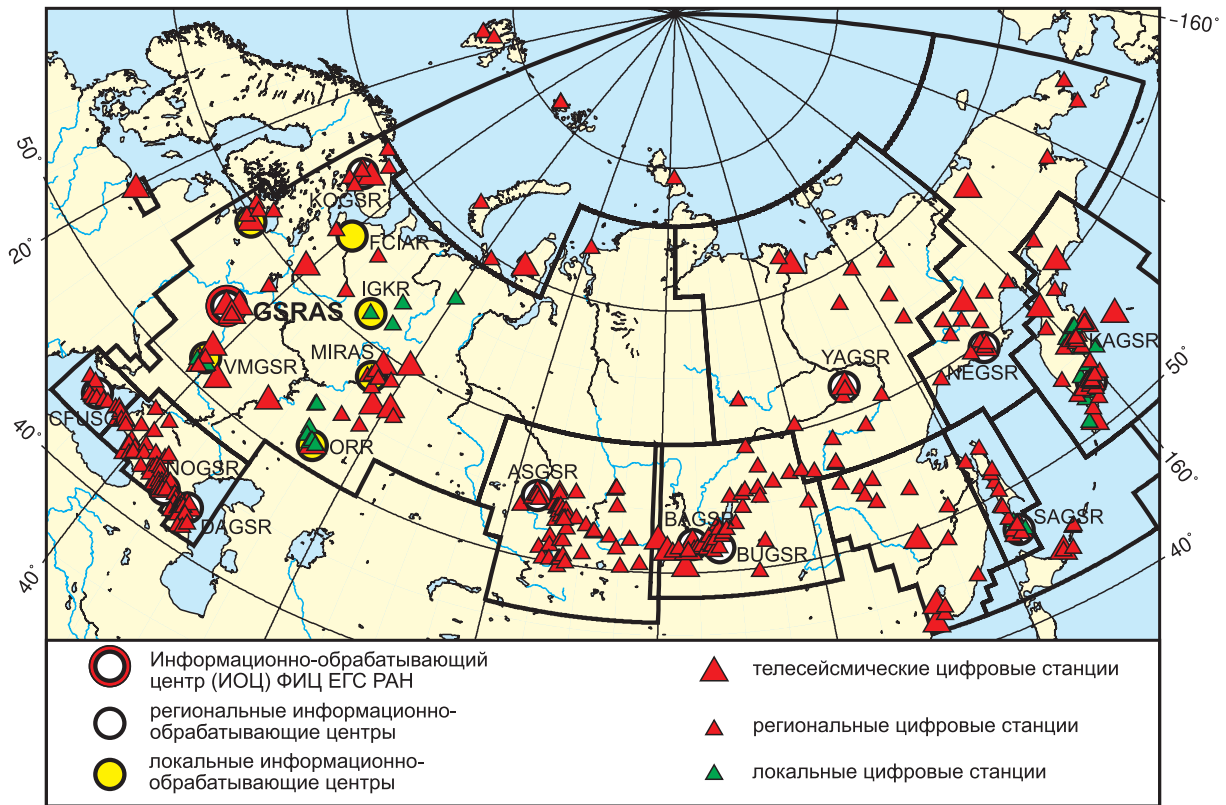 -160°
50°
KOGSR
20°
FCIAR
IGKR
GSRAS
KAGSR
MIRAS
YAGSR
VMGSR
NEGSR
50°
CFUSG
40°
ORR
160°
NOGSR
ASGSR
DAGSR
BAGSR
SAGSR
BUGSR
40°
40°
Информационно-обрабатывающий
центр (ИОЦ) ФИЦ ЕГС РАН
региональные информационно-
обрабатывающие центры
локальные информационно-
обрабатывающие центры
телесейсмические цифровые станции
региональные цифровые станции
локальные цифровые станции